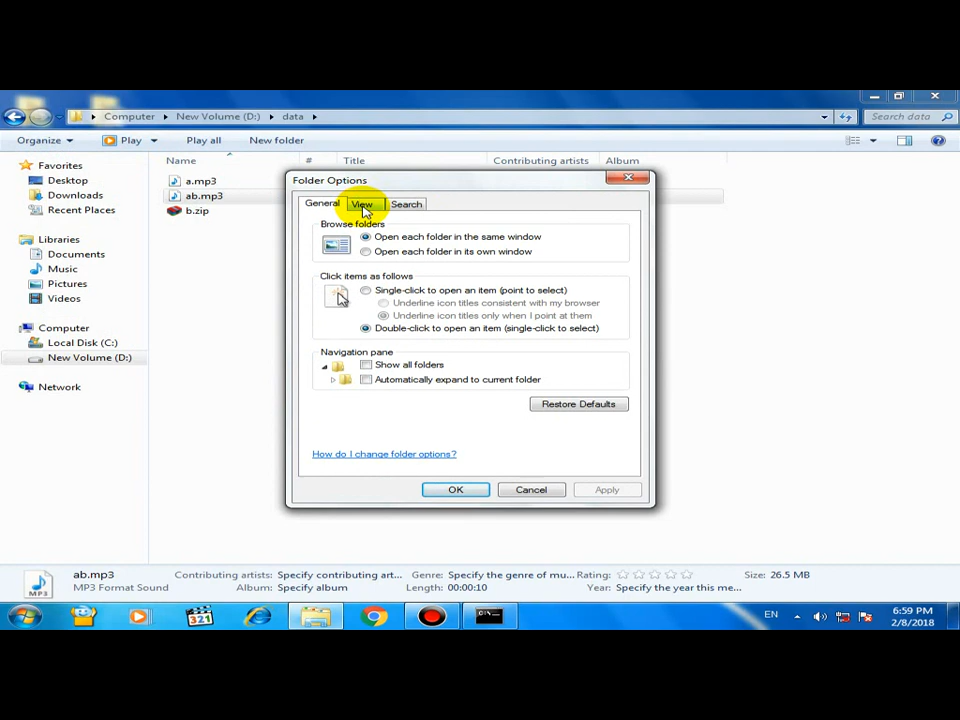 Computer New Volume (D:) data Search data
Organize Play Play all New folder
Name # Title Contributing artists Album
Favorites
Desktop
Downloads
Recent Places
Libraries
Documents
Music
Pictures
Videos
Computer
Local Disk (C:)
New Volume (D:)
Network
a.mp3
ab.mp3
b.zip
Folder Options
General View Search
Browse folders
Open each folder in the same window
Open each folder in its own window
Click items as follows
Single-click to open an item (point to select)
Underline icon titles consistent with my browser
Underline icon titles only when I point at them
Double-click to open an item (single-click to select)
Navigation pane
Show all folders
Automatically expand to current folder
Restore Defaults
How do I change folder options?
OK Cancel Apply
ab.mp3 Contributing artists: Specify contributing art... Genre: Specify the genre of mu... Rating: Size: 26.5 MB
MP3 Format Sound Album: Specify album Length: 00:00:10 Year: Specify the year this me...
MP3
321
C:\.
EN
6:59 PM
2/8/2018